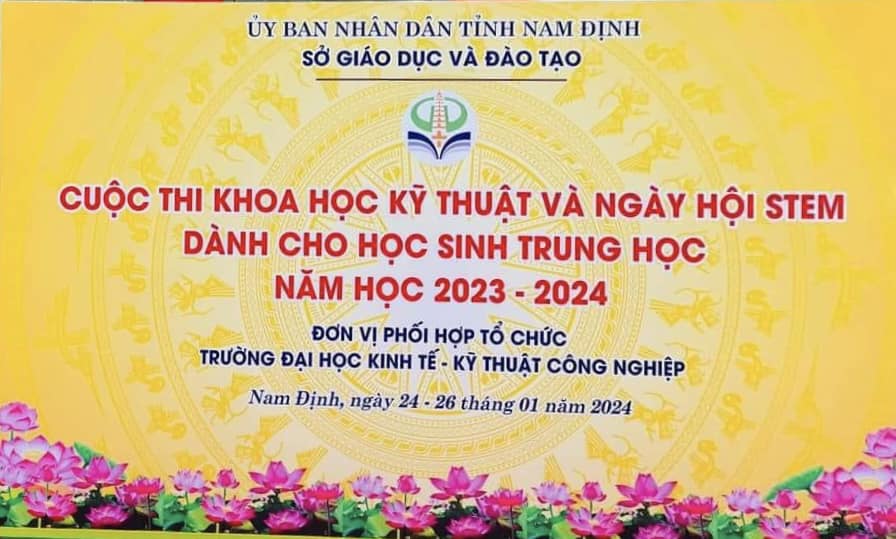 ỦY BAN NHÂN DÂN TỈNH NAM ĐỊNH
SỞ GIÁO DỤC VÀ ĐÀO TẠO
CUỘC THI KHOA HỌC KỸ THUẬT VÀ NGÀY HỘI STEM
DÀNH CHO HỌC SINH TRUNG HỌC
NĂM HỌC 2023 - 2024
ĐƠN VỊ PHỐI HỢP TỔ CHỨC
TRƯỜNG ĐẠI HỌC KINH TẾ - KỸ THUẬT CÔNG NGHIỆP
Nam Định, ngày 24 - 26 tháng 01 năm 2024